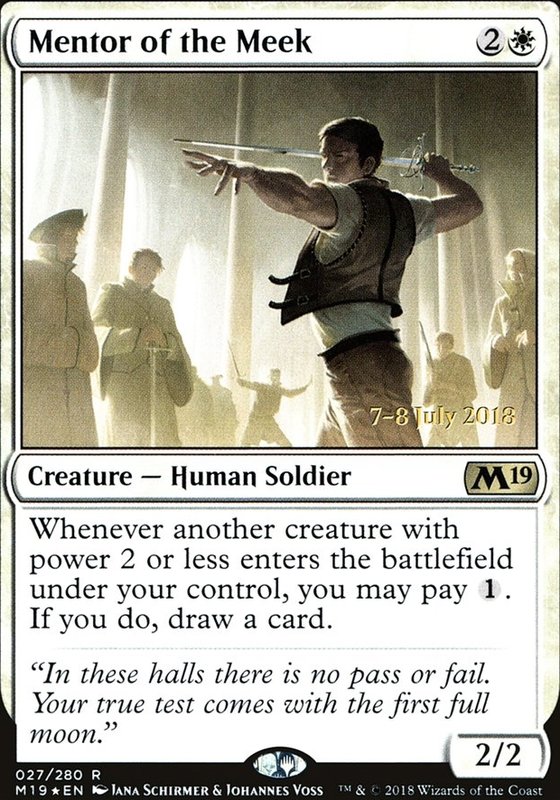 Mentor of the Meek 2
7–8 July 2018
Creature — Human Soldier M19
Whenever another creature with
power 2 or less enters the battlefield
under your control, you may pay 1.
If you do, draw a card.
“In these halls there is no pass or fail.
Your true test comes with the first full
moon.”
2/2
027/280 R
M19★EN Jana Schirmer & Johannes Voss ™ & © 2018 Wizards of the Coast